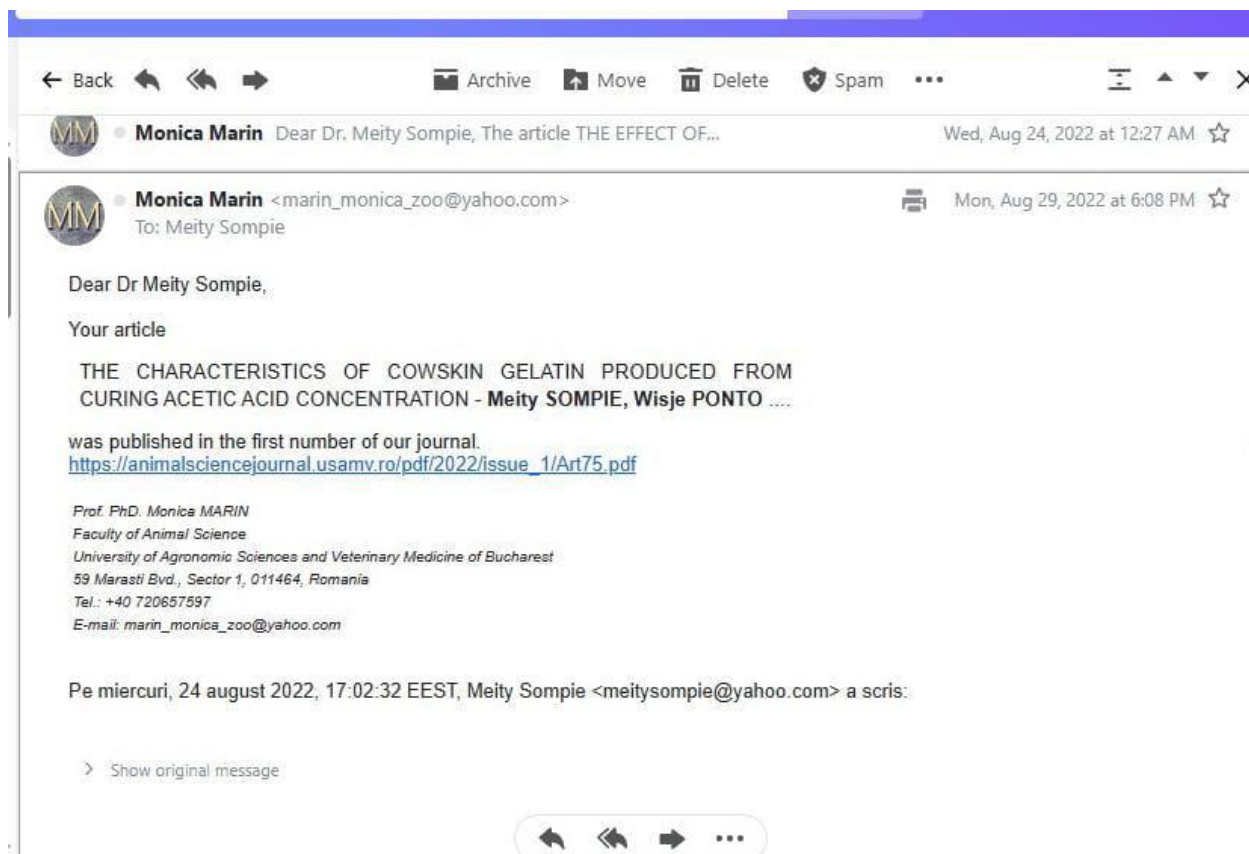 Back
Archive Move Delete Spam
MM Monica Marin Dear Dr. Meity Sompie, The article THE EFFECT OF... Wed, Aug 24, 2022 at 12:27 AM
MM Monica Marin <marin_monica_zoo@yahoo.com> Mon, Aug 29, 2022 at 6:08 PM
To: Meity Sompie
Dear Dr Meity Sompie,
Your article
THE CHARACTERISTICS OF COWSKIN GELATIN PRODUCED FROM
CURING ACETIC ACID CONCENTRATION - Meity SOMPIE, Wisje PONTO ....
was published in the first number of our journal.
https://animalsciencejournal.usamv.ro/pdf/2022/issue_1/Art75.pdf
Prof. PhD. Monica MARIN
Faculty of Animal Science
University of Agronomic Sciences and Veterinary Medicine of Bucharest
59 Marasti Bvd., Sector 1, 011464, Romania
Tel.: +40 720657597
E-mail: marin_monica_zoo@yahoo.com
Pe miercuri, 24 august 2022, 17:02:32 EEST, Meity Sompie <meitysompie@yahoo.com> a scris:
Show original message